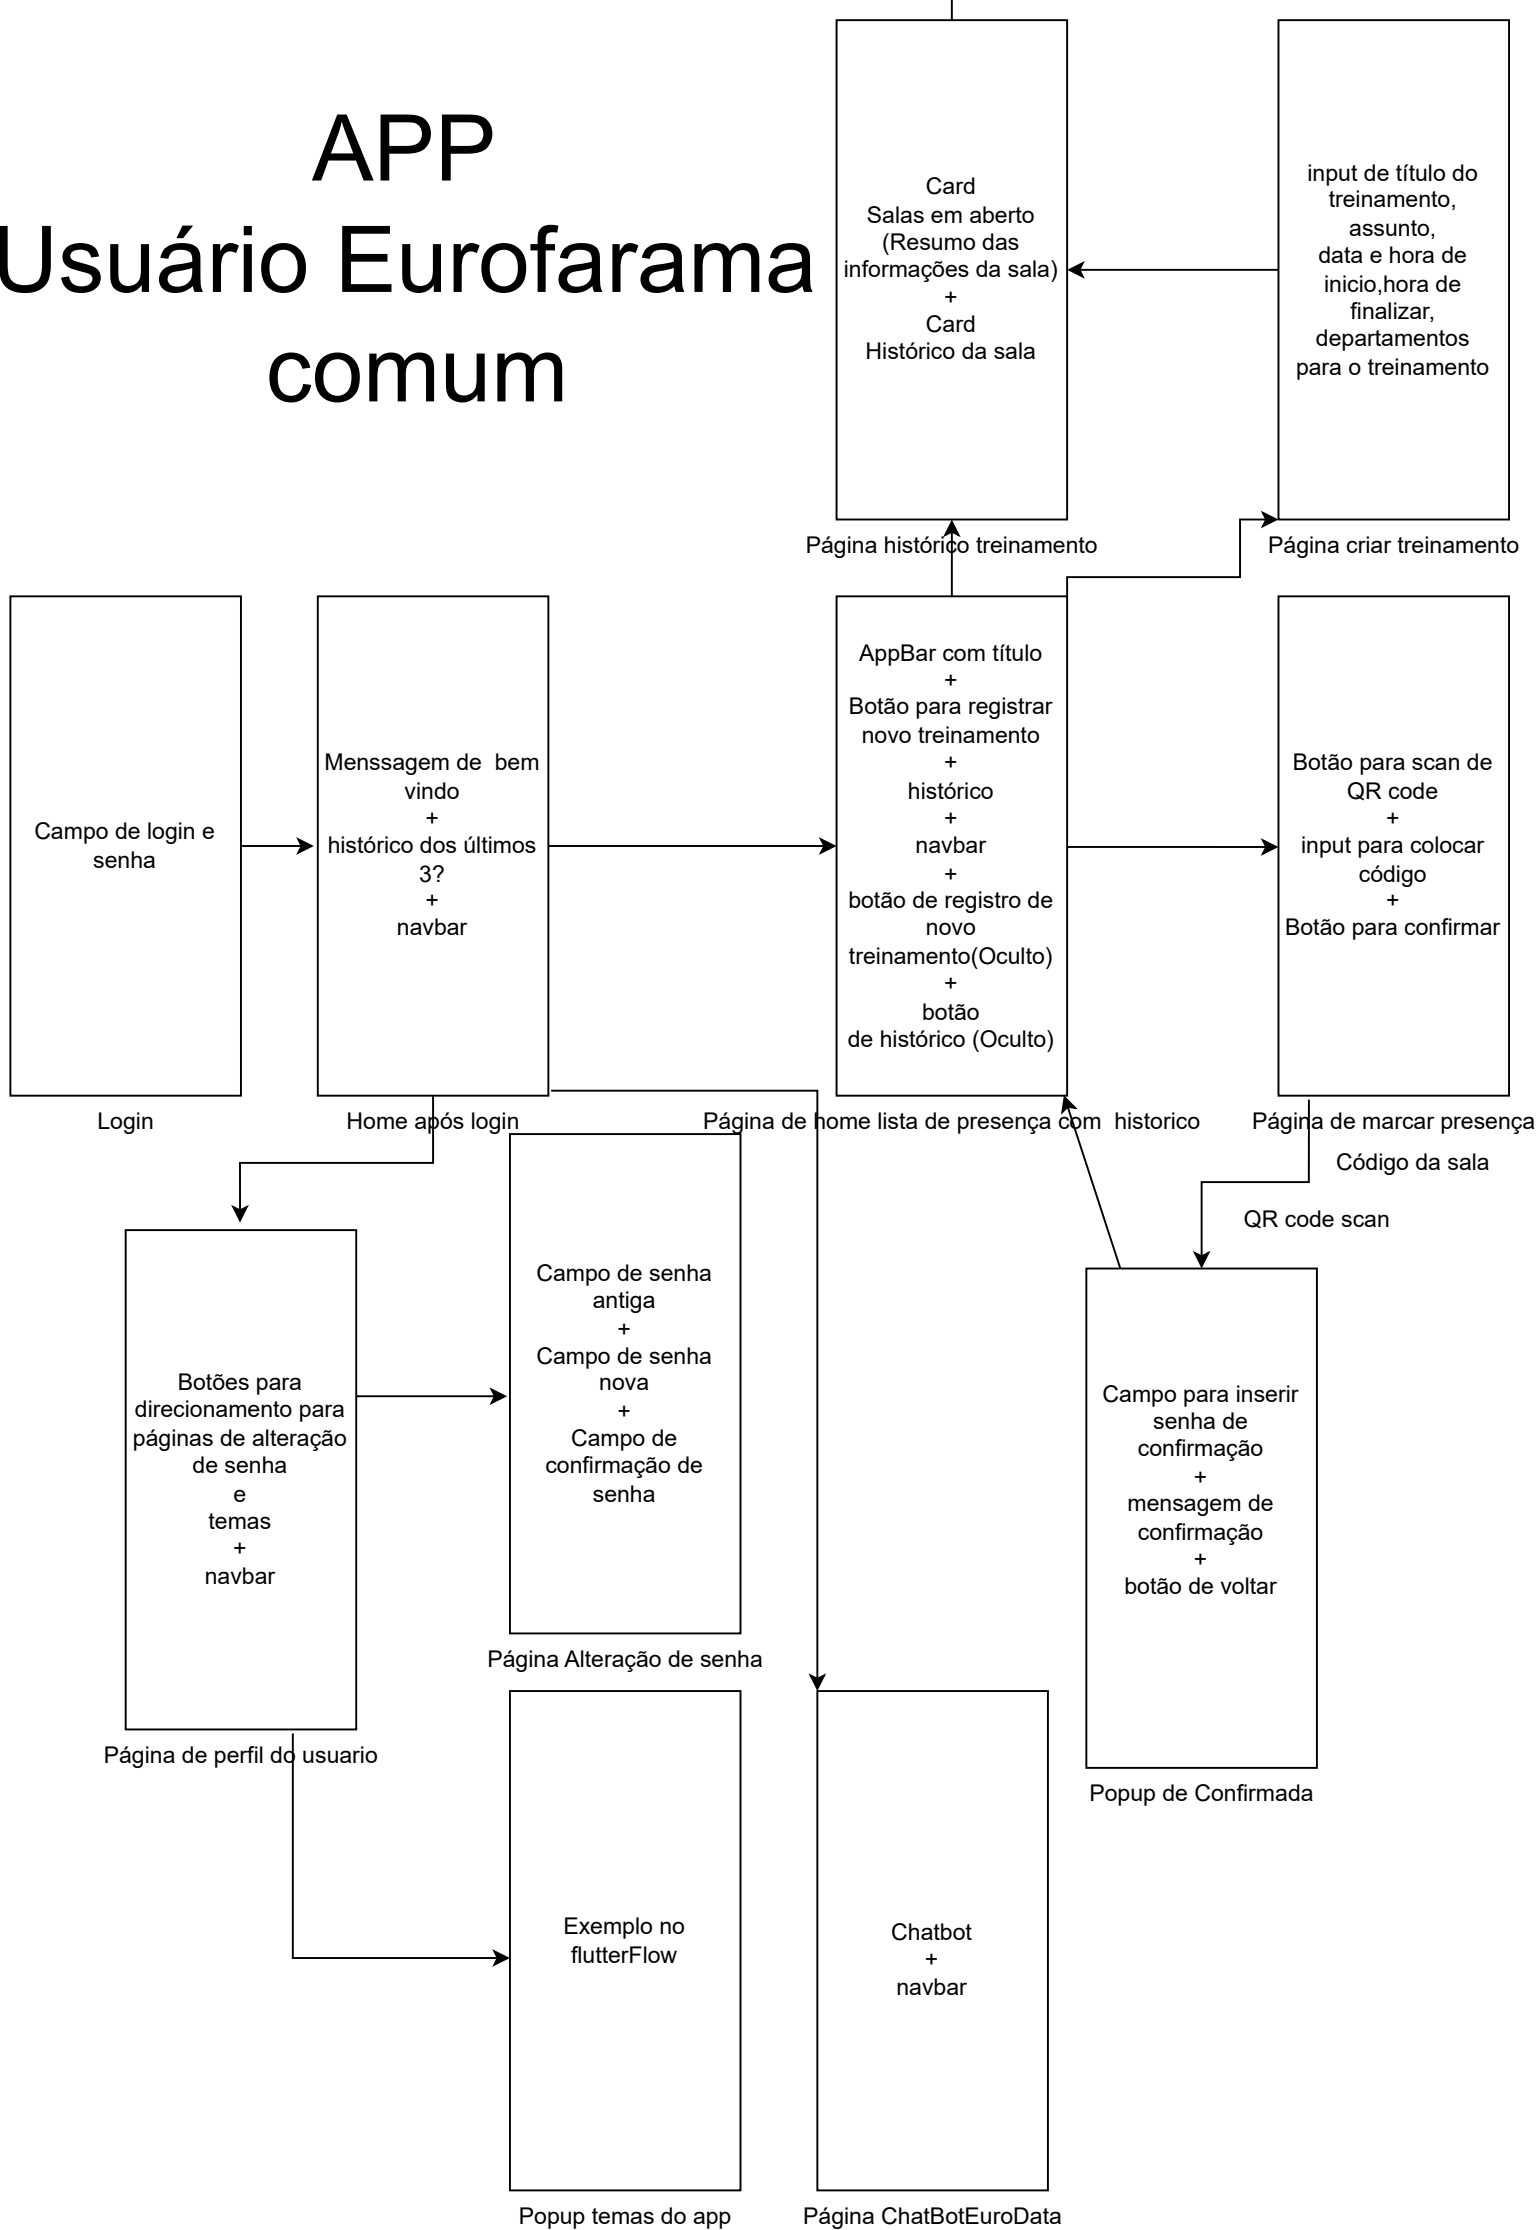 APP
Usuário Eurofarama
comum
Card
Salas em aberto
(Resumo das
informações da sala)
+
Card
Histórico da sala
Página histórico treinamento
input de título do
treinamento,
assunto,
data e hora de
inicio,hora de
finalizar,
departamentos
para o treinamento
Página criar treinamento
Campo de login e
senha
Login
Menssagem de  bem
vindo
+
histórico dos últimos
3?
+
navbar
Home após login
AppBar com título
+
Botão para registrar
novo treinamento
+
histórico
+
navbar
+
botão de registro de
novo
treinamento(Oculto)
+
botão
de histórico (Oculto)
Página de home lista de presença com  historico
Botão para scan de
QR code
+
input para colocar
código
+
Botão para confirmar
Página de marcar presença
Código da sala
QR code scan
Botões para
direcionamento para
páginas de alteração
de senha
e
temas
+
navbar
Página de perfil do usuario
Campo de senha
antiga
+
Campo de senha
nova
+
Campo de
confirmação de
senha
Página Alteração de senha
Campo para inserir
senha de
confirmação
+
mensagem de
confirmação
+
botão de voltar
Popup de Confirmada
Exemplo no
flutterFlow
Popup temas do app
Chatbot
+
navbar
Página ChatBotEuroData